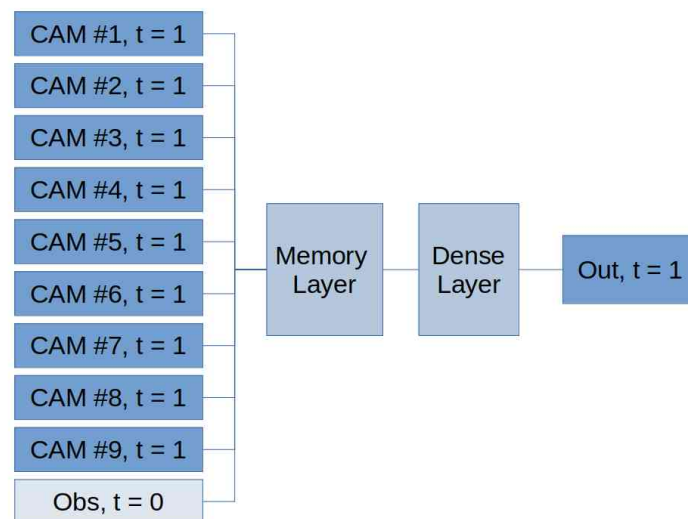 CAM #1, t = 1
CAM #2, t = 1
CAM #3, t = 1
CAM #4, t = 1
CAM #5, t = 1
CAM #6, t = 1
CAM #7, t = 1
CAM #8, t = 1
CAM #9, t = 1
Obs, t = 0
Memory
Layer
Dense
Layer
Out, t = 1